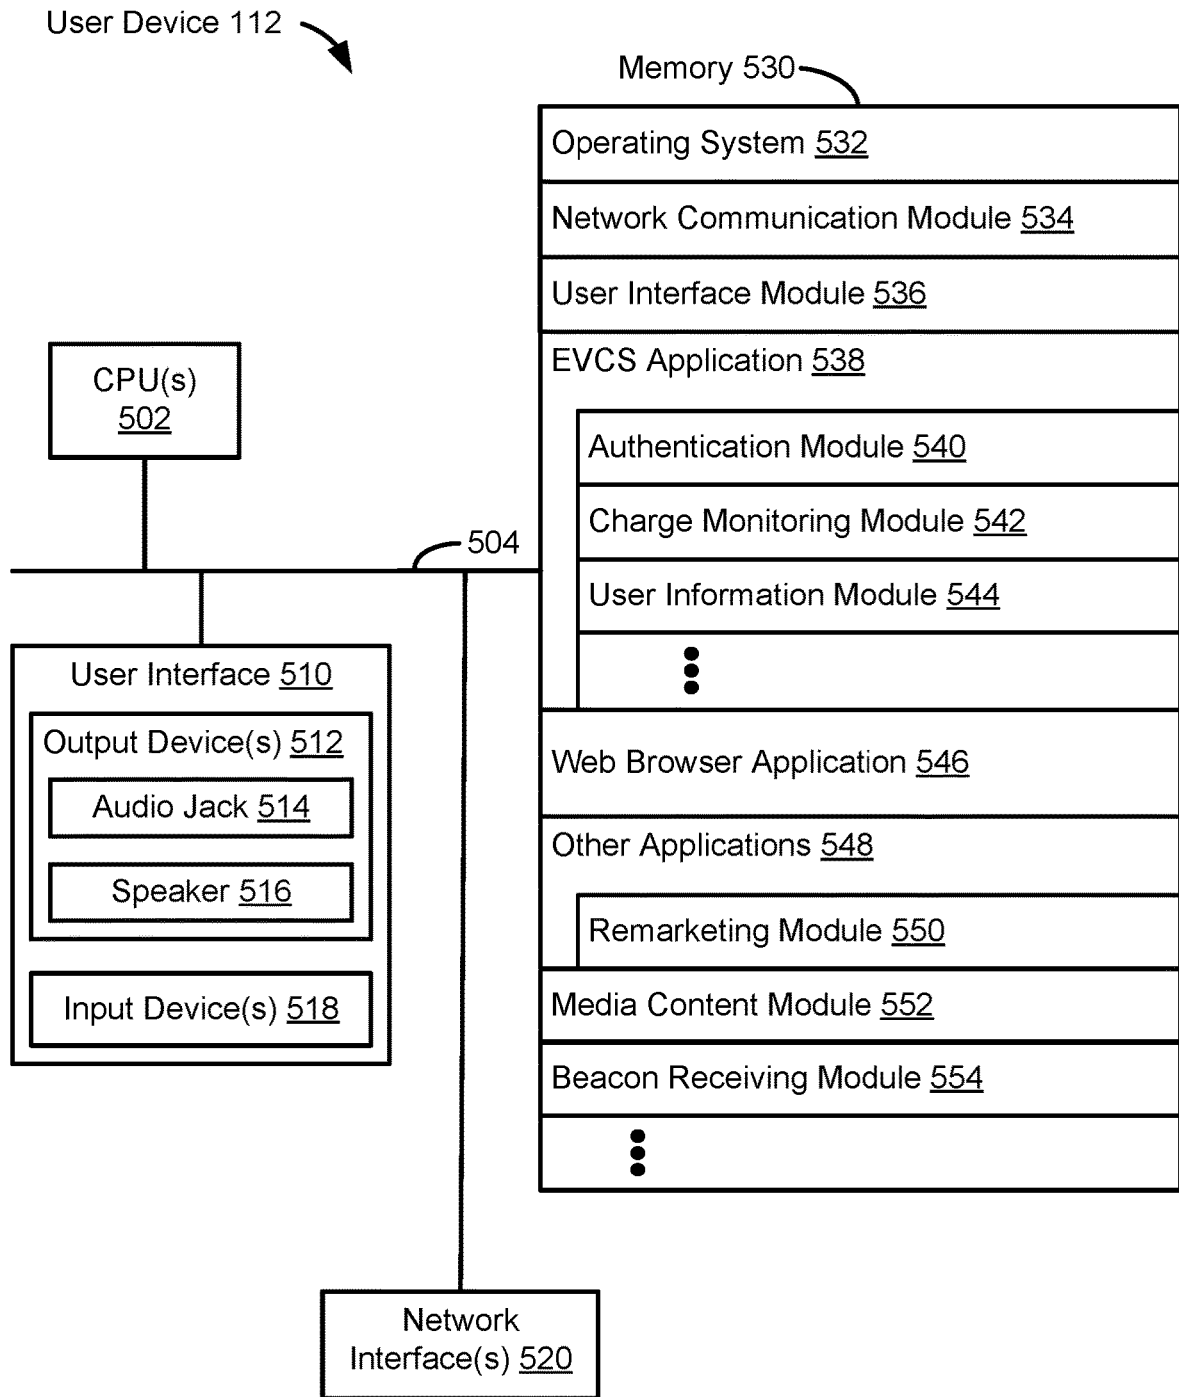 User Device 112
Memory 530
Operating System 532
Network Communication Module 534
User Interface Module 536
EVCS Application 538
Authentication Module 540
Charge Monitoring Module 542
User Information Module 544
Web Browser Application 546
Other Applications 548
Remarketing Module 550
Media Content Module 552
Beacon Receiving Module 554
CPU(s)
502
504
User Interface 510
Output Device(s) 512
Audio Jack 514
Speaker 516
Input Device(s) 518
Network
Interface(s) 520